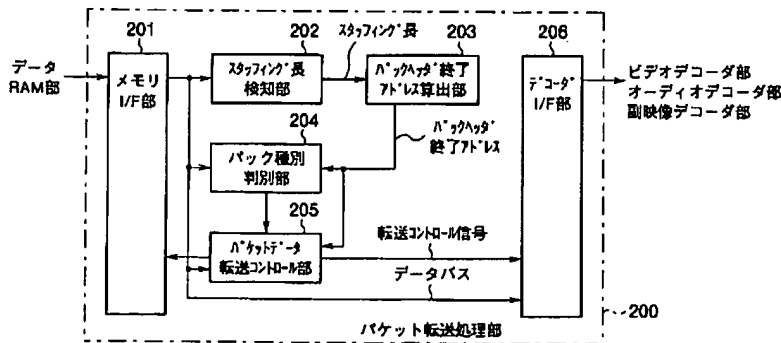 データ
RAM部
201
メモリ
I/F部
202
スタッフィング長
検知部
スタッフィング長
203
パックヘッダ終了
アドレス算出部
パックヘッダ
終了アドレス
204
パック種別
判別部
205
パケットデータ
転送コントロール部
転送コントロール信号
データバス
206
デコーダ
I/F部
ビデオデコーダ部
オーディオデコーダ部
副映像デコーダ部
200
パケット転送処理部